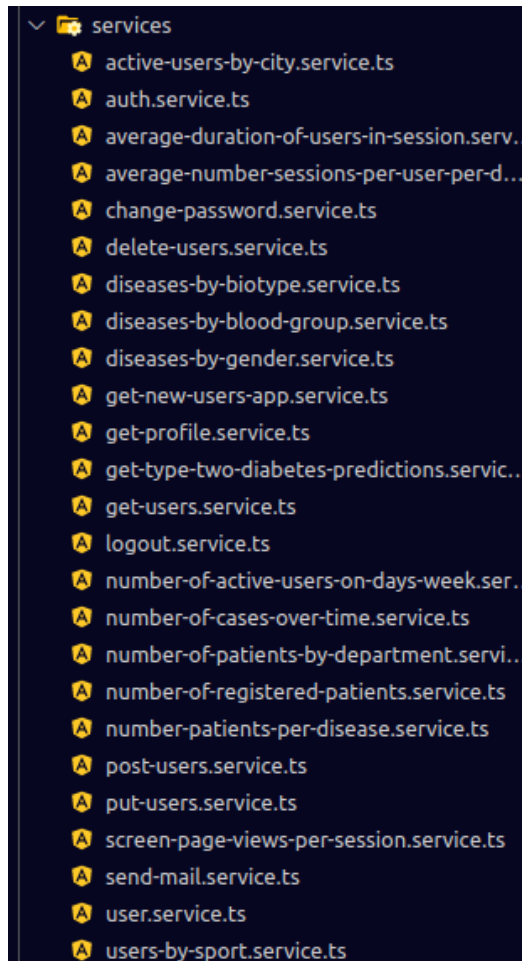 services
active-users-by-city.service.ts
auth.service.ts
average-duration-of-users-in-session.serv...
average-number-sessions-per-user-per-d...
change-password.service.ts
delete-users.service.ts
diseases-by-biotype.service.ts
diseases-by-blood-group.service.ts
diseases-by-gender.service.ts
get-new-users-app.service.ts
get-profile.service.ts
get-type-two-diabetes-predictions.servic...
get-users.service.ts
logout.service.ts
number-of-active-users-on-days-week.ser...
number-of-cases-over-time.service.ts
number-of-patients-by-department.servi...
number-of-registered-patients.service.ts
number-patients-per-disease.service.ts
post-users.service.ts
put-users.service.ts
screen-page-views-per-session.service.ts
send-mail.service.ts
user.service.ts
users-by-sport.service.ts